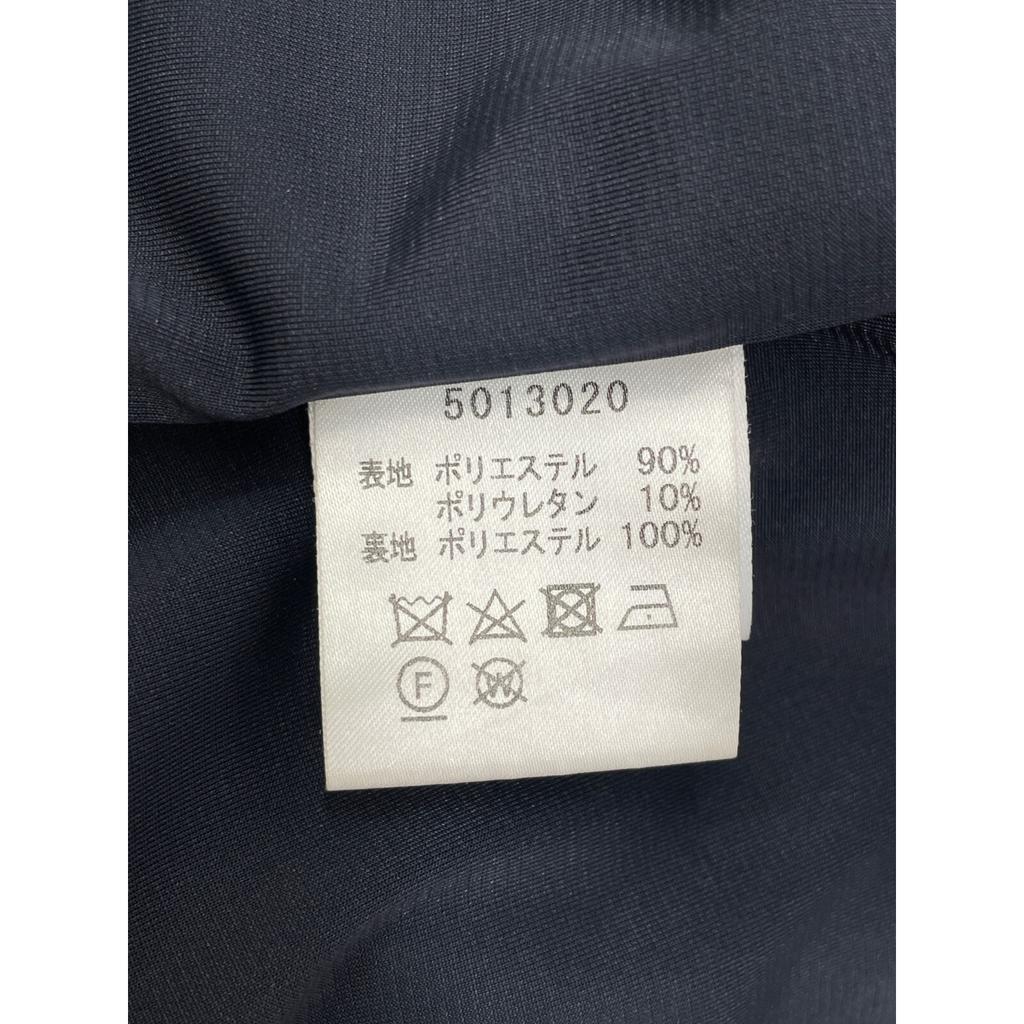 5013020
表地 ポリエステル 90%
ポリウレタン 10%
裏地 ポリエステル 100%
F W